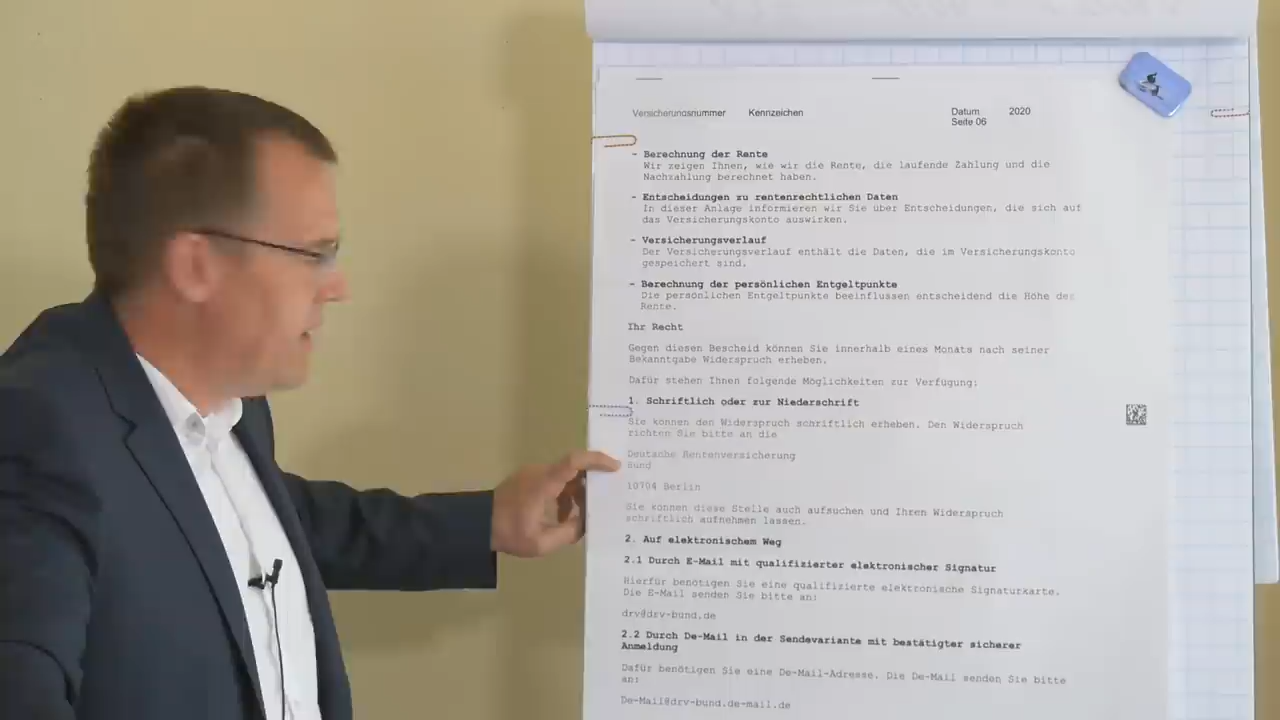 Versicherungsnummer Kennzeichen Datum 2020
Seite 06
- Berechnung der Rente
Wir zeigen Ihnen, wie wir die Rente, die laufende Zahlung und die
Nachzahlung berechnet haben.
- Entscheidungen zu rentenrechtlichen Daten
In dieser Anlage informieren wir Sie über Entscheidungen, die sich auf
das Versicherungskonto auswirken.
- Versicherungsverlauf
Der Versicherungsverlauf enthält die Daten, die im Versicherungskonto
gespeichert sind.
- Berechnung der persönlichen Entgeltpunkte
Die persönlichen Entgeltpunkte beeinflussen entscheidend die Höhe der
Rente.
Ihr Recht
Gegen diesen Bescheid können Sie innerhalb eines Monats nach seiner
Bekanntgabe Widerspruch erheben.
Dafür stehen Ihnen folgende Möglichkeiten zur Verfügung:
1. Schriftlich oder zur Niederschrift
Sie können den Widerspruch schriftlich erheben. Den Widerspruch
richten Sie bitte an die
Deutsche Rentenversicherung
Bund
10704 Berlin
Sie können diese Stelle auch aufsuchen und Ihren Widerspruch
schriftlich aufnehmen lassen.
2. Auf elektronischem Weg
2.1 Durch E-Mail mit qualifizierter elektronischer Signatur
Hierfür benötigen Sie eine qualifizierte elektronische Signaturkarte.
Die E-Mail senden Sie bitte an:
drv@drv-bund.de
2.2 Durch De-Mail in der Sendevariante mit bestätigter sicherer
Anmeldung
Dafür benötigen Sie eine De-Mail-Adresse. Die De-Mail senden Sie bitte
an:
De-Mail@drv-bund.de-mail.de